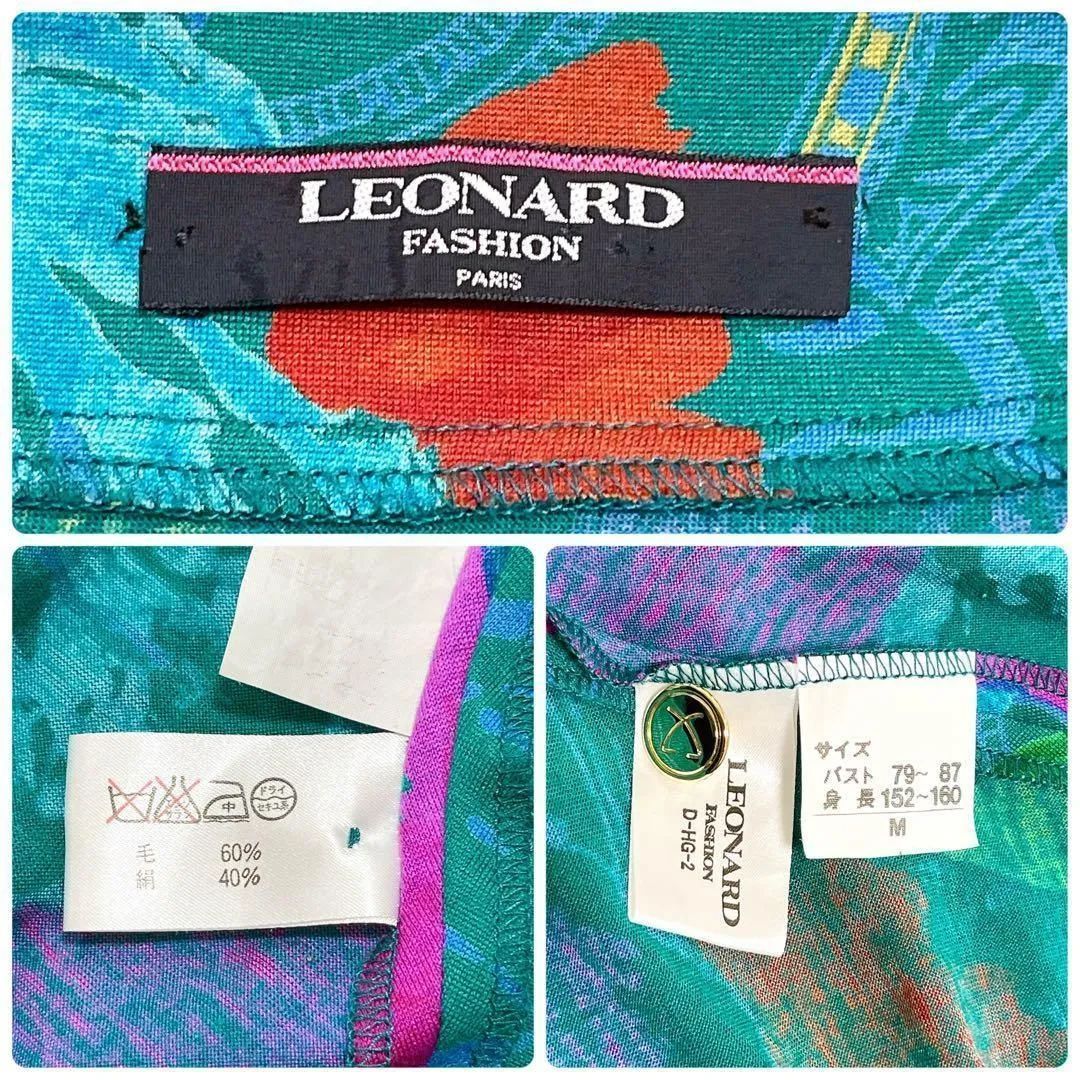 LEONARD
FASHION
PARIS
中
ドライ
セキユ系
毛 60%
絹 40%
LEONARD
FASHION
D-HG-2
サイズ
バスト 79~ 87
身長 152~160
M